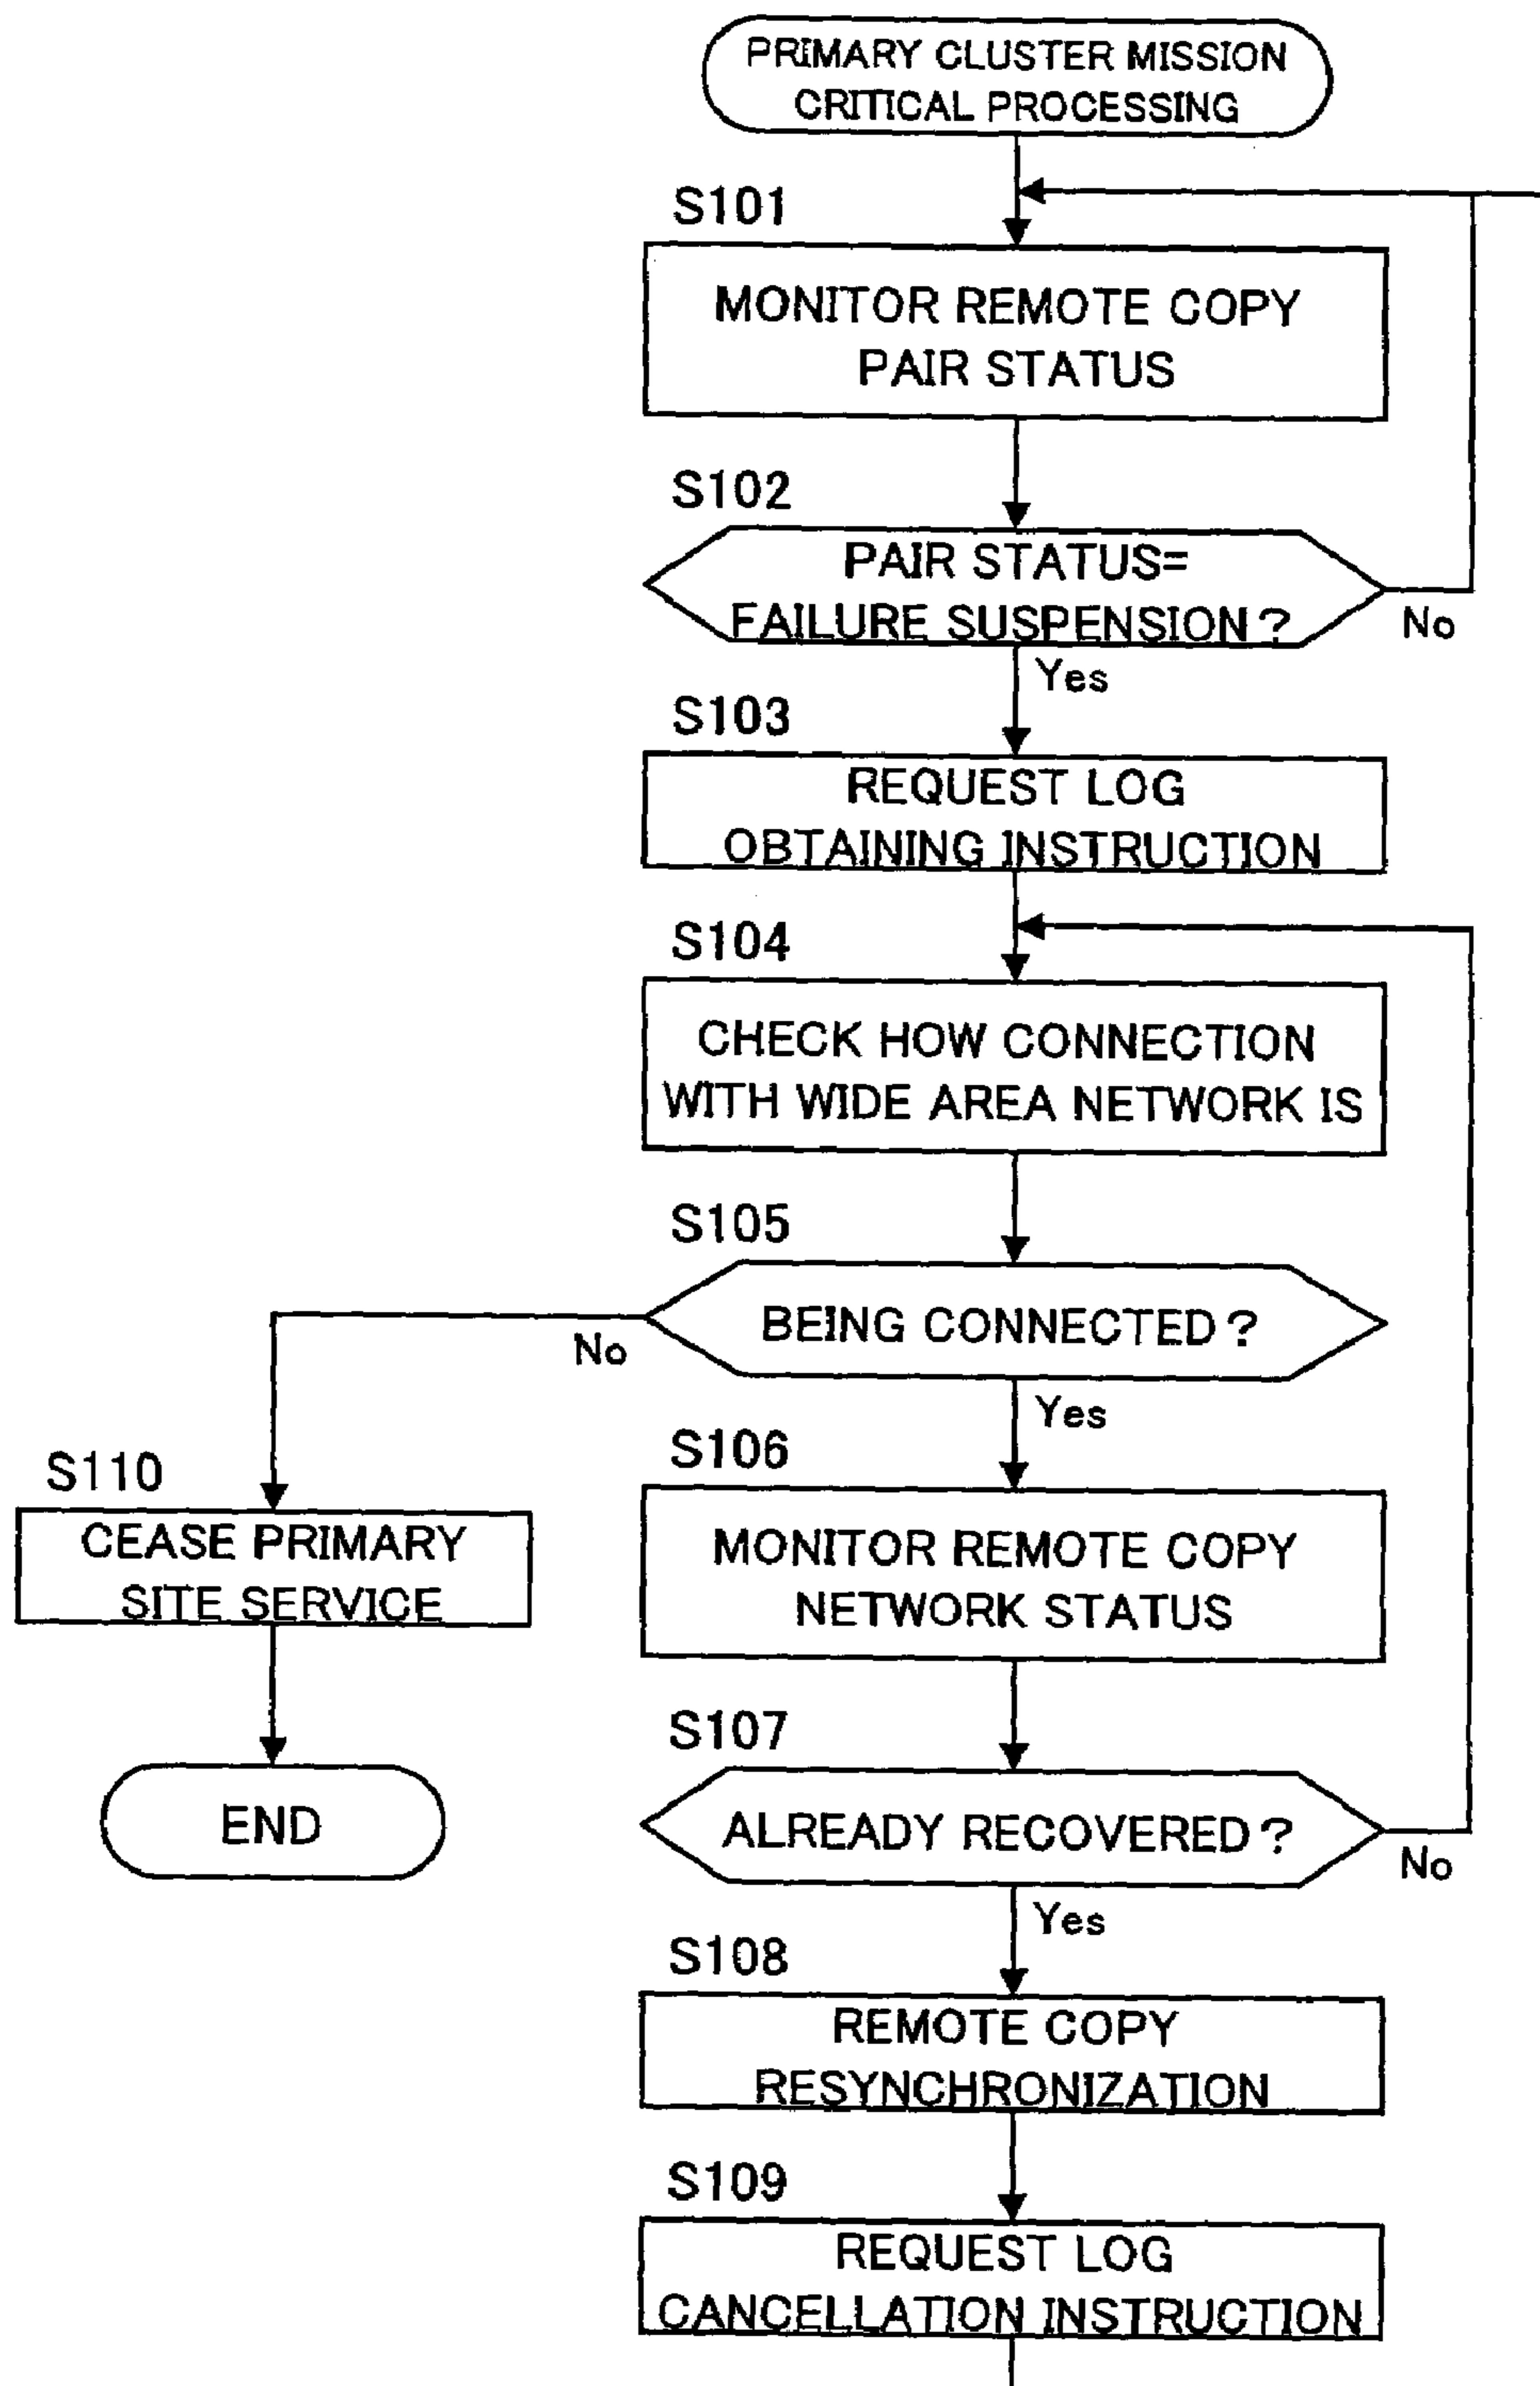 PRIMARY CLUSTER MISSION
CRITICAL PROCESSING
S101
MONITOR REMOTE COPY
PAIR STATUS
S102
PAIR STATUS=
FAILURE SUSPENSION?
No
Yes
S103
REQUEST LOG
OBTAINING INSTRUCTION
S104
CHECK HOW CONNECTION
WITH WIDE AREA NETWORK IS
S105
BEING CONNECTED?
No
Yes
S110
CEASE PRIMARY
SITE SERVICE
END
S106
MONITOR REMOTE COPY
NETWORK STATUS
S107
ALREADY RECOVERED?
No
Yes
S108
REMOTE COPY
RESYNCHRONIZATION
S109
REQUEST LOG
CANCELLATION INSTRUCTION